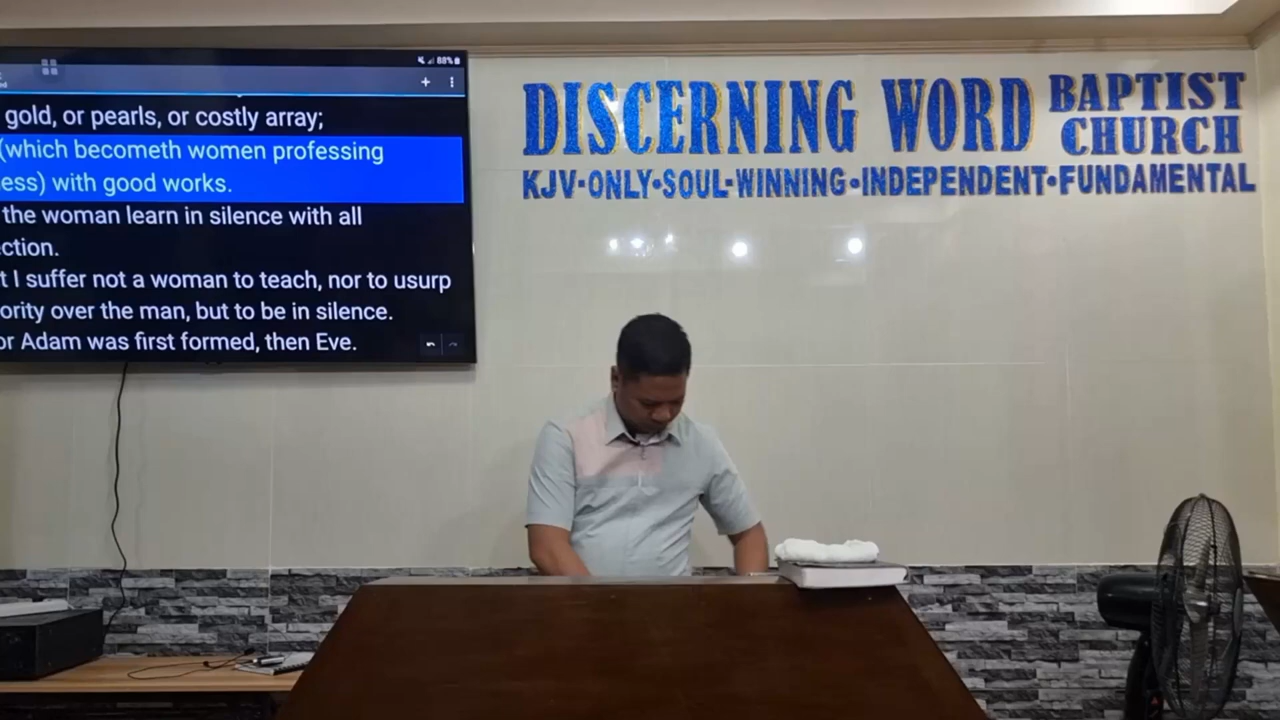 88%
gold, or pearls, or costly array;
(which becometh women professing
ess) with good works.
the woman learn in silence with all
ction.
t I suffer not a woman to teach, nor to usurp
ority over the man, but to be in silence.
or Adam was first formed, then Eve.
DISCERNING WORD BAPTIST CHURCH
KJV-ONLY•SOUL-WINNING•INDEPENDENT•FUNDAMENTAL